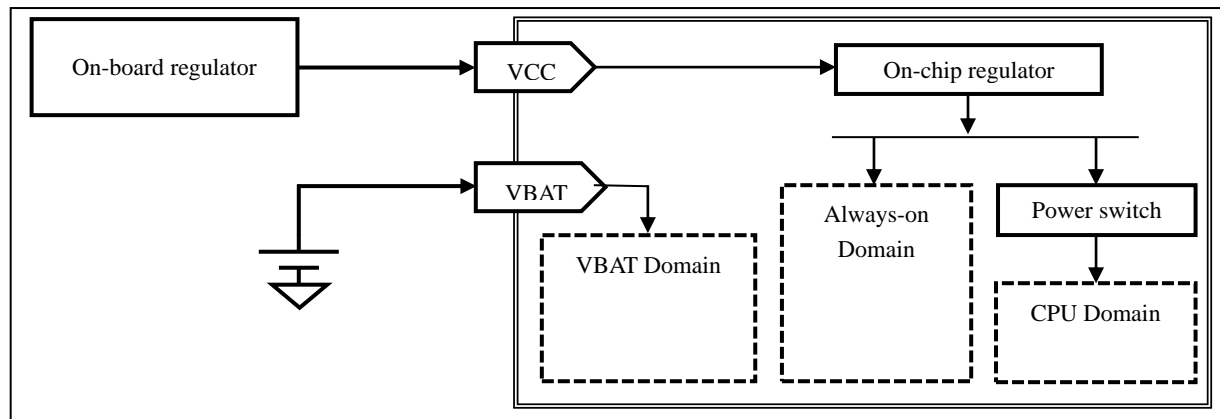 On-board regulator
VCC
On-chip regulator
VBAT
Always-on
Domain
Power switch
VBAT Domain
CPU Domain